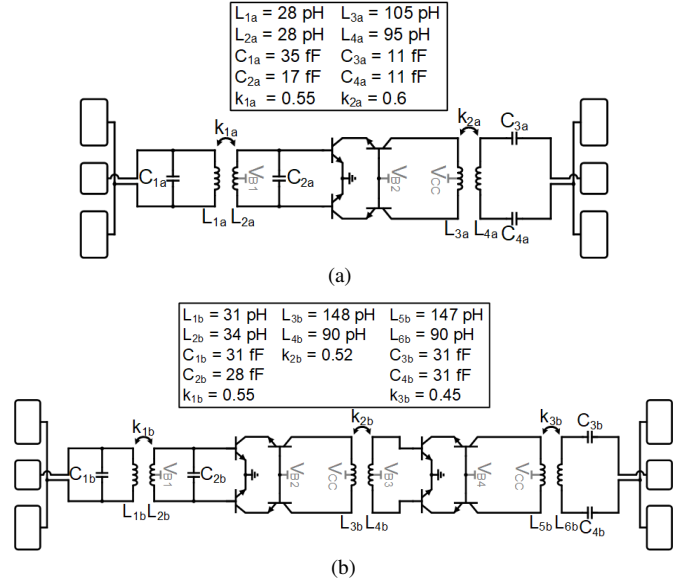 L1a = 28 pH L3a = 105 pH
L2a = 28 pH L4a = 95 pH
C1a = 35 fF C3a = 11 fF
C2a = 17 fF C4a = 11 fF
k1a = 0.55 k2a = 0.6
k1a
k2a
C3a
C1a
VB1
C2a
VB2
VCC
L1a L2a
L3a L4a
C4a
(a)
L1b = 31 pH L3b = 148 pH L5b = 147 pH
L2b = 34 pH L4b = 90 pH L6b = 90 pH
C1b = 31 fF k2b = 0.52 C3b = 31 fF
C2b = 28 fF C4b = 31 fF
k1b = 0.55 k3b = 0.45
k1b
k2b
k3b
C3b
C1b
VB1
C2b
VB2
VCC
VB3
VB4
VCC
L1b L2b
L3b L4b
L5b L6b
C4b
(b)